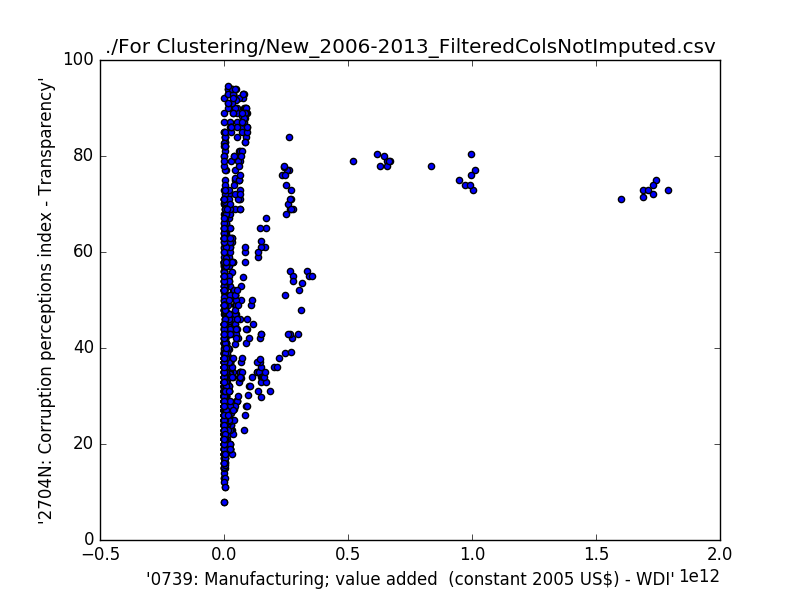 ./For Clustering/New_2006-2013_FilteredColsNotImputed.csv
100
80
60
40
20
0
'2704N: Corruption perceptions index - Transparency'
−0.5 0.0 0.5 1.0 1.5 2.0
1e12
'0739: Manufacturing; value added  (constant 2005 US$) - WDI'